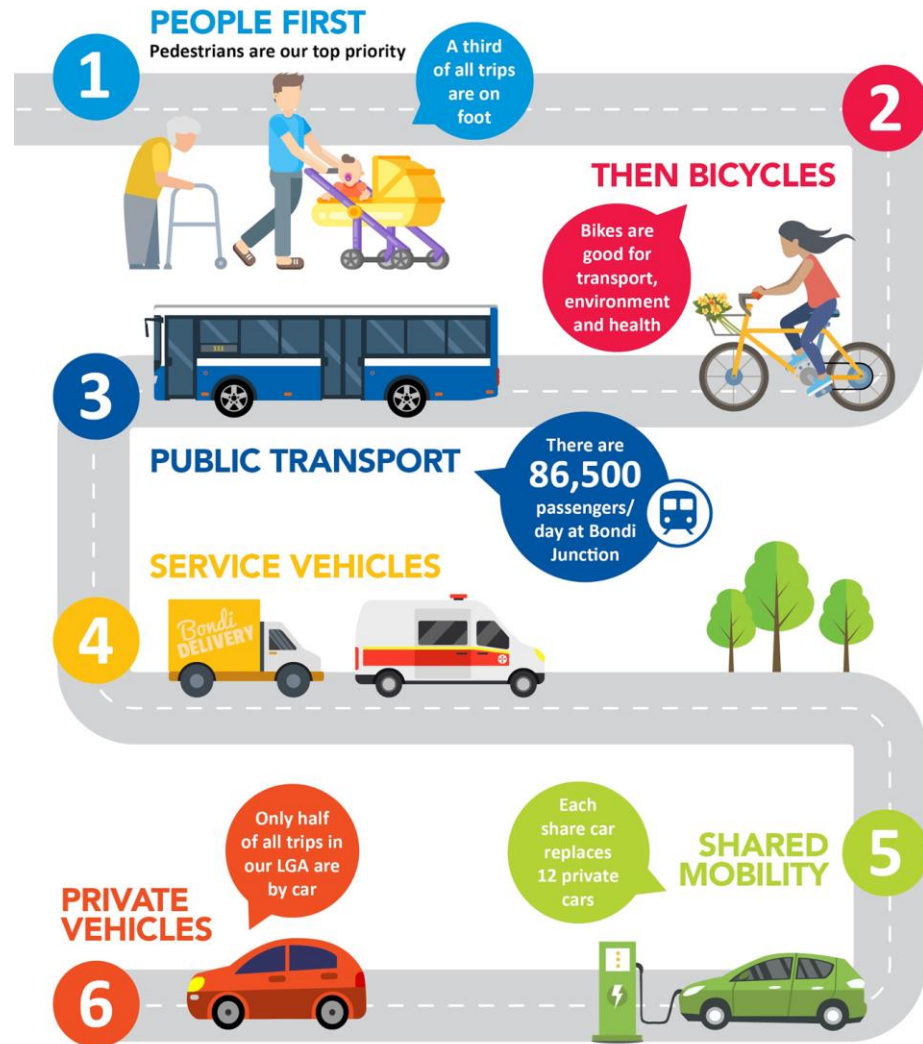 PEOPLE FIRST
Pedestrians are our top priority
1
A third
of all trips
are on
foot
2
THEN BICYCLES
Bikes are
good for
transport,
environment
and health
333
3
PUBLIC TRANSPORT
There are
86,500
passengers/
day at Bondi
Junction
SERVICE VEHICLES
4
Bondi
DELIVERY
5
SHARED
MOBILITY
Each
share car
replaces
12 private
cars
Only half
of all trips in
our LGA are
by car
PRIVATE
VEHICLES
6